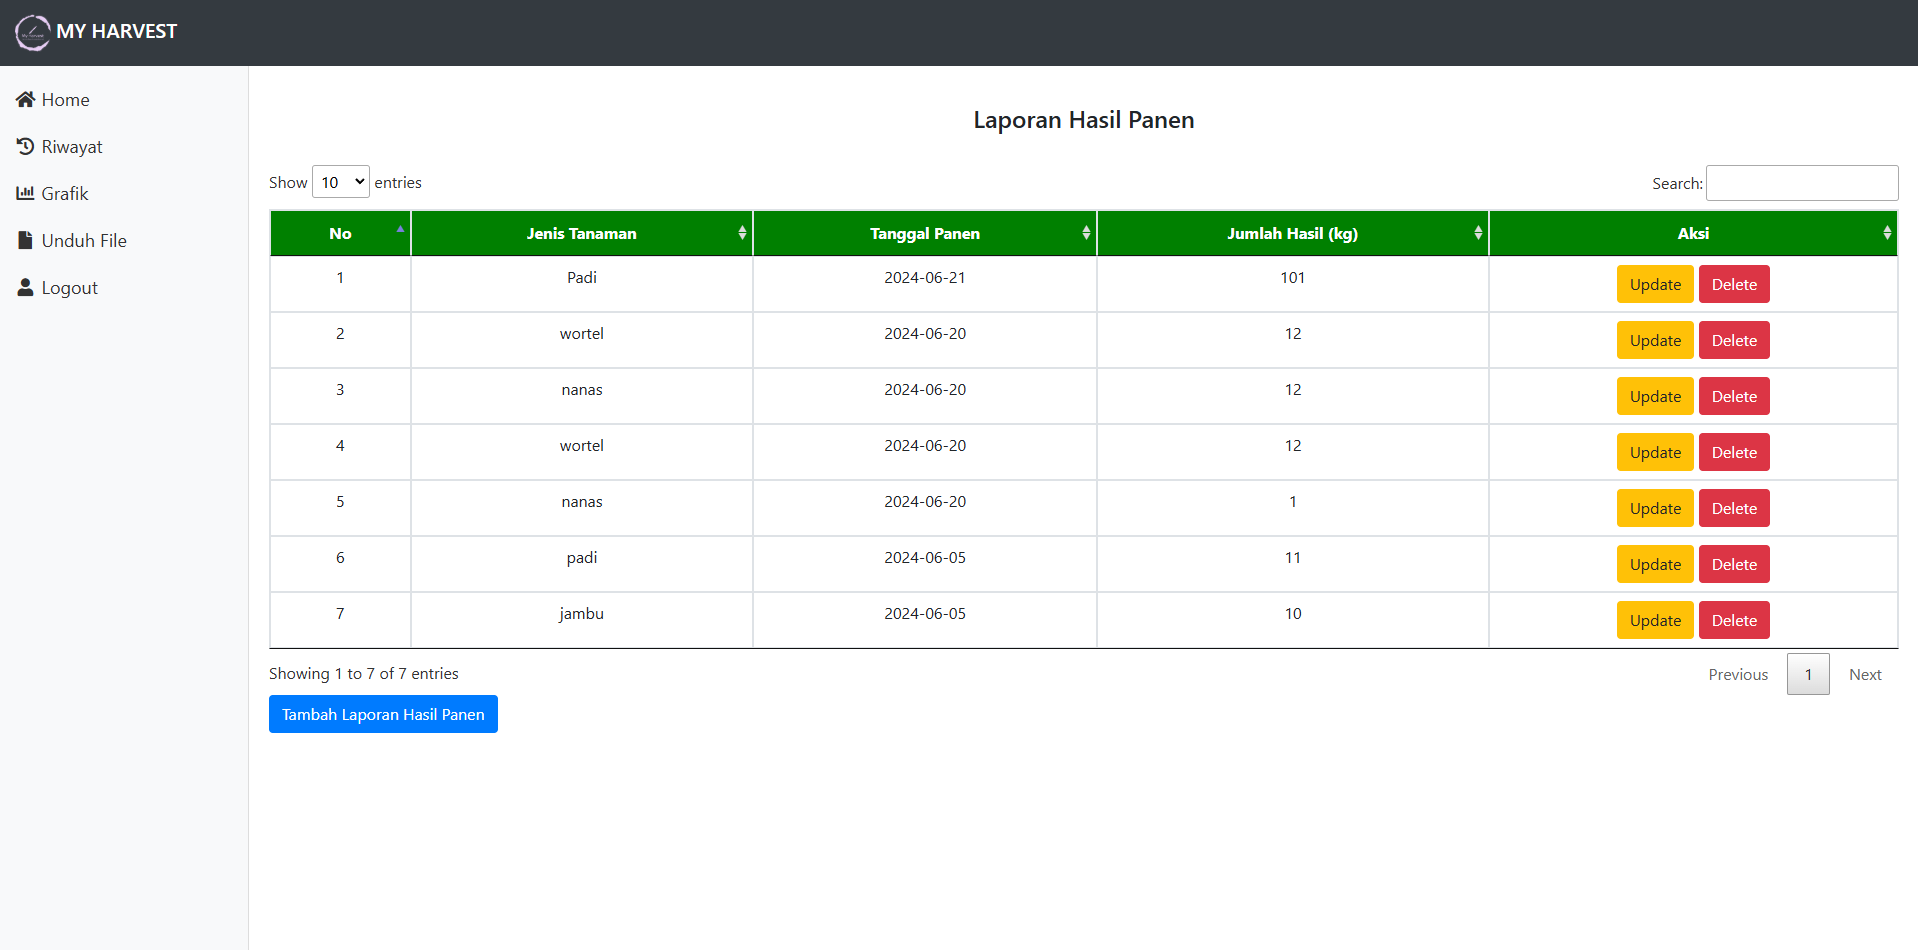 MY HARVEST
Home
Riwayat
Grafik
Unduh File
Logout
Laporan Hasil Panen
Show 10 entries
Search:
No Jenis Tanaman Tanggal Panen Jumlah Hasil (kg) Aksi
1 Padi 2024-06-21 101 Update Delete
2 wortel 2024-06-20 12 Update Delete
3 nanas 2024-06-20 12 Update Delete
4 wortel 2024-06-20 12 Update Delete
5 nanas 2024-06-20 1 Update Delete
6 padi 2024-06-05 11 Update Delete
7 jambu 2024-06-05 10 Update Delete
Showing 1 to 7 of 7 entries
Previous 1 Next
Tambah Laporan Hasil Panen